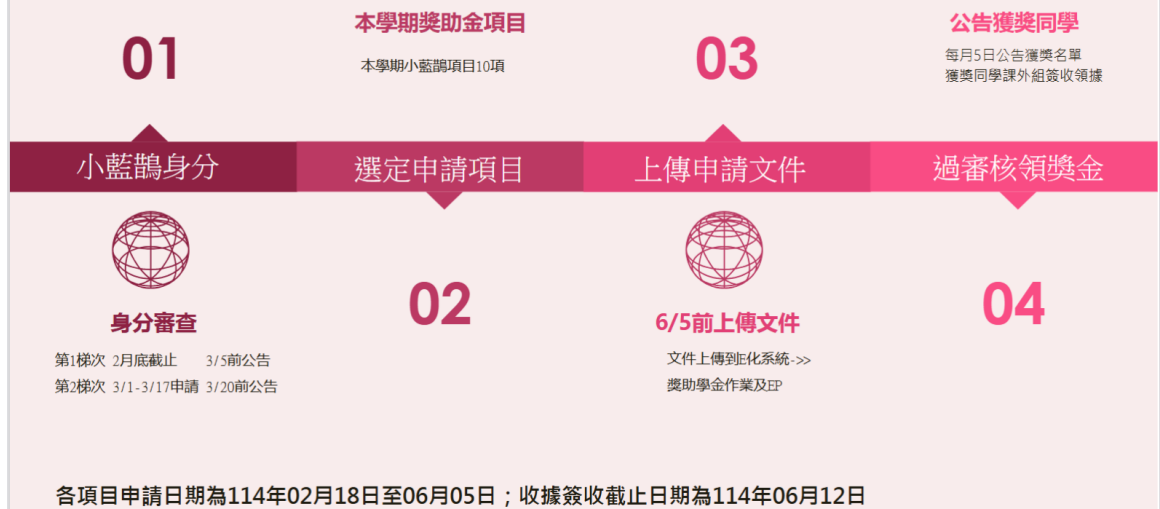 01
小藍鵲身分
身分審查
第1梯次 2月底截止 3/5前公告
第2梯次 3/1-3/17申請 3/20前公告
本學期獎助金項目
本學期小藍鵲項目10項
選定申請項目
02
03
上傳申請文件
6/5前上傳文件
文件上傳到E化系統->>
獎助學金作業及EP
公告獲獎同學
每月5日公告獲獎名單
獲獎同學課外組簽收領據
過審核領獎金
04
各項目申請日期為114年02月18日至06月05日；收據簽收截止日期為114年06月12日